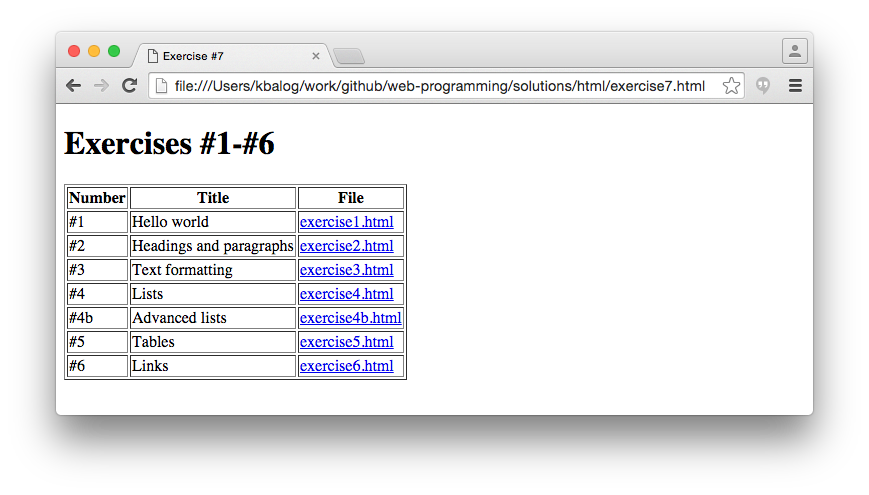 Exercise #7
file:///Users/kbalog/work/github/web-programming/solutions/html/exercise7.html
Exercises #1-#6
Number Title File
#1 Hello world exercise1.html
#2 Headings and paragraphs exercise2.html
#3 Text formatting exercise3.html
#4 Lists exercise4.html
#4b Advanced lists exercise4b.html
#5 Tables exercise5.html
#6 Links exercise6.html